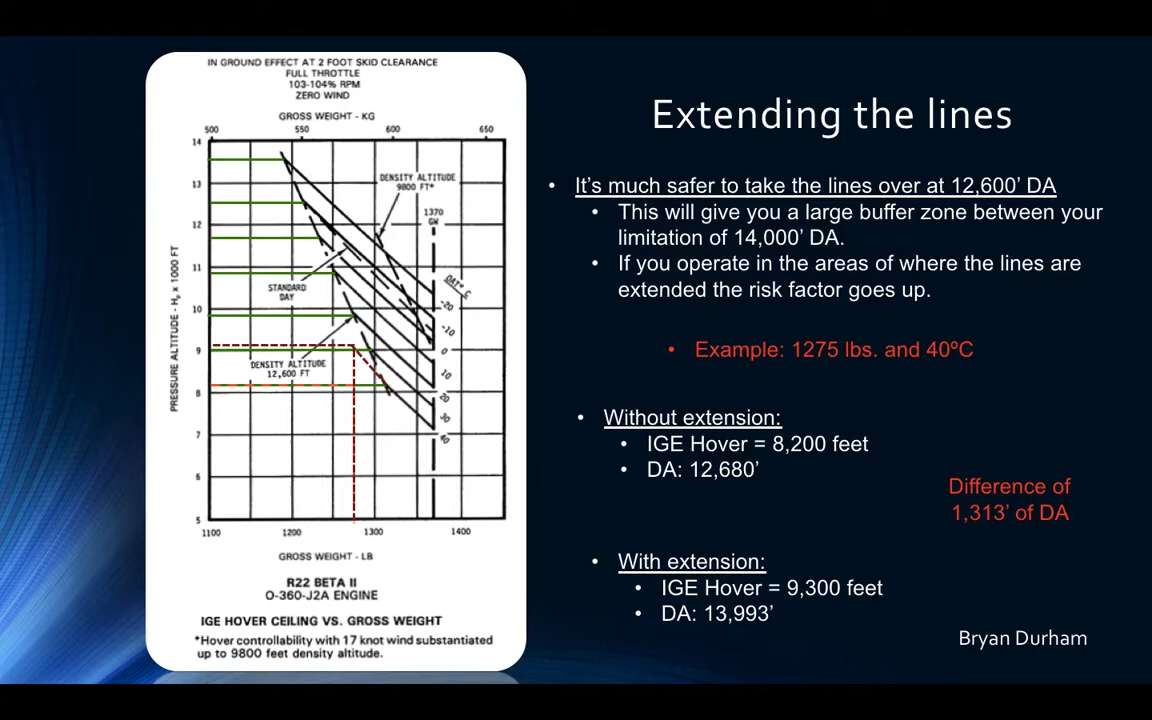 IN GROUND EFFECT AT 2 FOOT SKID CLEARANCE
FULL THROTTLE
103-104% RPM
ZERO WIND
GROSS WEIGHT - KG
500 550 600 650
14
13
12
11
10
9
8
7
6
5
PRESSURE ALTITUDE - Hp x 1000 FT
DENSITY ALTITUDE
9800 FT*
1370
GW
STANDARD
DAY
OAT °C
-20
-10
0
10
20
30
40
DENSITY ALTITUDE
12,600 FT
1100 1200 1300 1400
GROSS WEIGHT - LB
R22 BETA II
O-360-J2A ENGINE
IGE HOVER CEILING VS. GROSS WEIGHT
*Hover controllability with 17 knot wind substantiated
up to 9800 feet density altitude.
Extending the lines
• It’s much safer to take the lines over at 12,600’ DA
• This will give you a large buffer zone between your
limitation of 14,000’ DA.
• If you operate in the areas of where the lines are
extended the risk factor goes up.
• Example: 1275 lbs. and 40ºC
• Without extension:
• IGE Hover = 8,200 feet
• DA: 12,680’
Difference of
1,313’ of DA
• With extension:
• IGE Hover = 9,300 feet
• DA: 13,993’
Bryan Durham